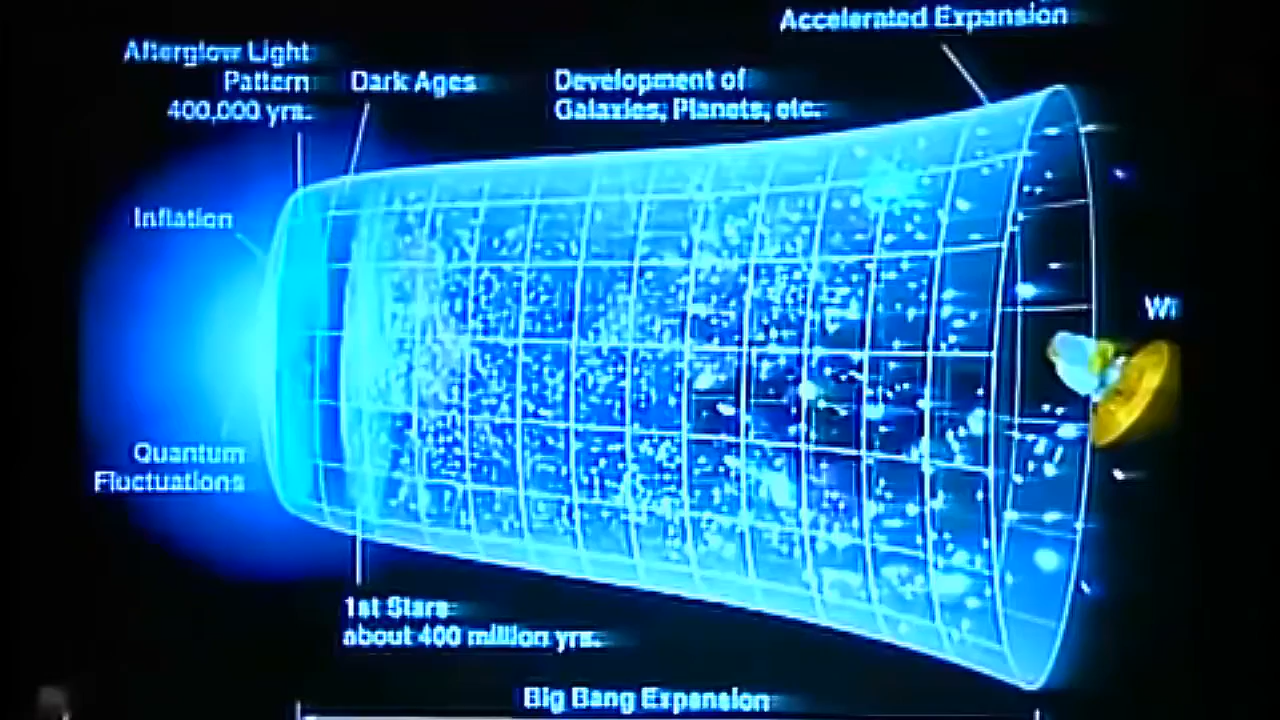 Accelerated Expansion
Afterglow Light
Pattern
400,000 yrs.
Dark Ages
Development of
Galaxies, Planets, etc.
Inflation
Quantum
Fluctuations
1st Stars
about 400 million yrs.
Big Bang Expansion